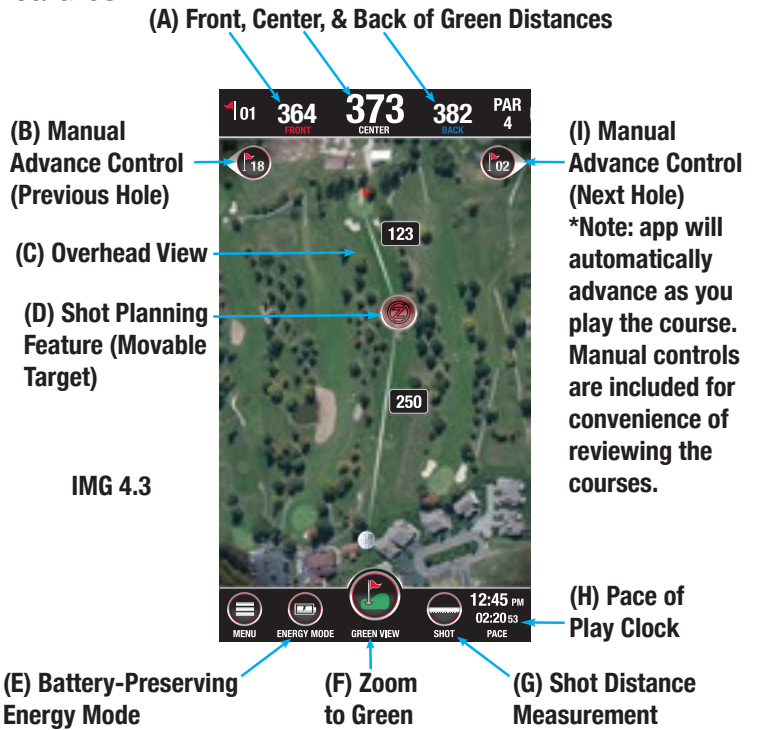 (A) Front, Center, & Back of Green Distances
01
364
FRONT
373
CENTER
382
BACK
PAR
4
(B) Manual
Advance Control
(Previous Hole)
18
02
(I) Manual
Advance Control
(Next Hole)
*Note: app will
automatically
advance as you
play the course.
Manual controls
are included for
convenience of
reviewing the
courses.
(C) Overhead View
123
(D) Shot Planning
Feature (Movable
Target)
250
IMG 4.3
MENU
ENERGY MODE
GREEN VIEW
SHOT
12:45 PM
02:20 53
PACE
(H) Pace of
Play Clock
(E) Battery-Preserving
Energy Mode
(F) Zoom
to Green
(G) Shot Distance
Measurement